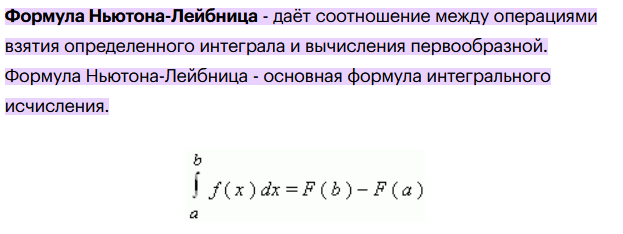 Формула Ньютона-Лейбница - даёт соотношение между операциями
взятия определенного интеграла и вычисления первообразной.
Формула Ньютона-Лейбница - основная формула интегрального
исчисления.
b
∫ f ( x ) dx = F ( b ) − F ( a )
a